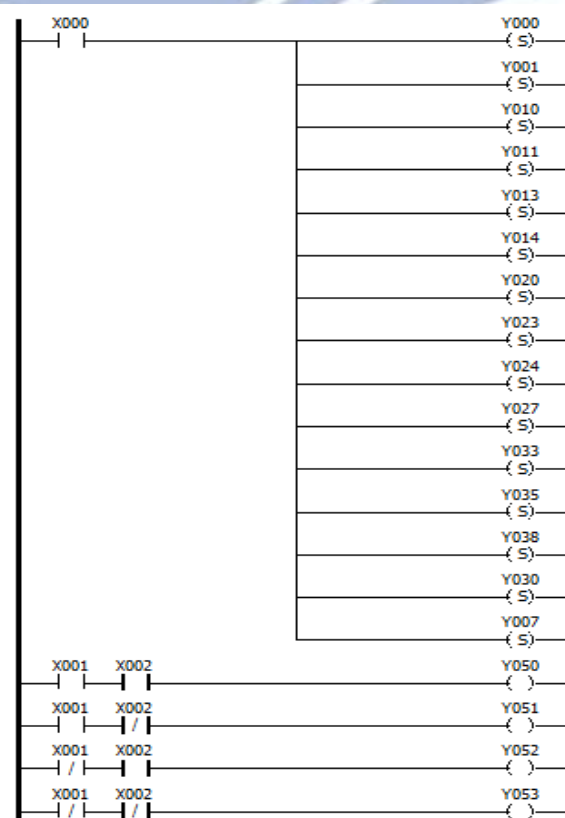 X000 Y000
S
Y001
S
Y010
S
Y011
S
Y013
S
Y014
S
Y020
S
Y023
S
Y024
S
Y027
S
Y033
S
Y035
S
Y038
S
Y030
S
Y007
S
X001 X002 Y050
X001 X002 Y051
X001 X002 Y052
X001 X002 Y053